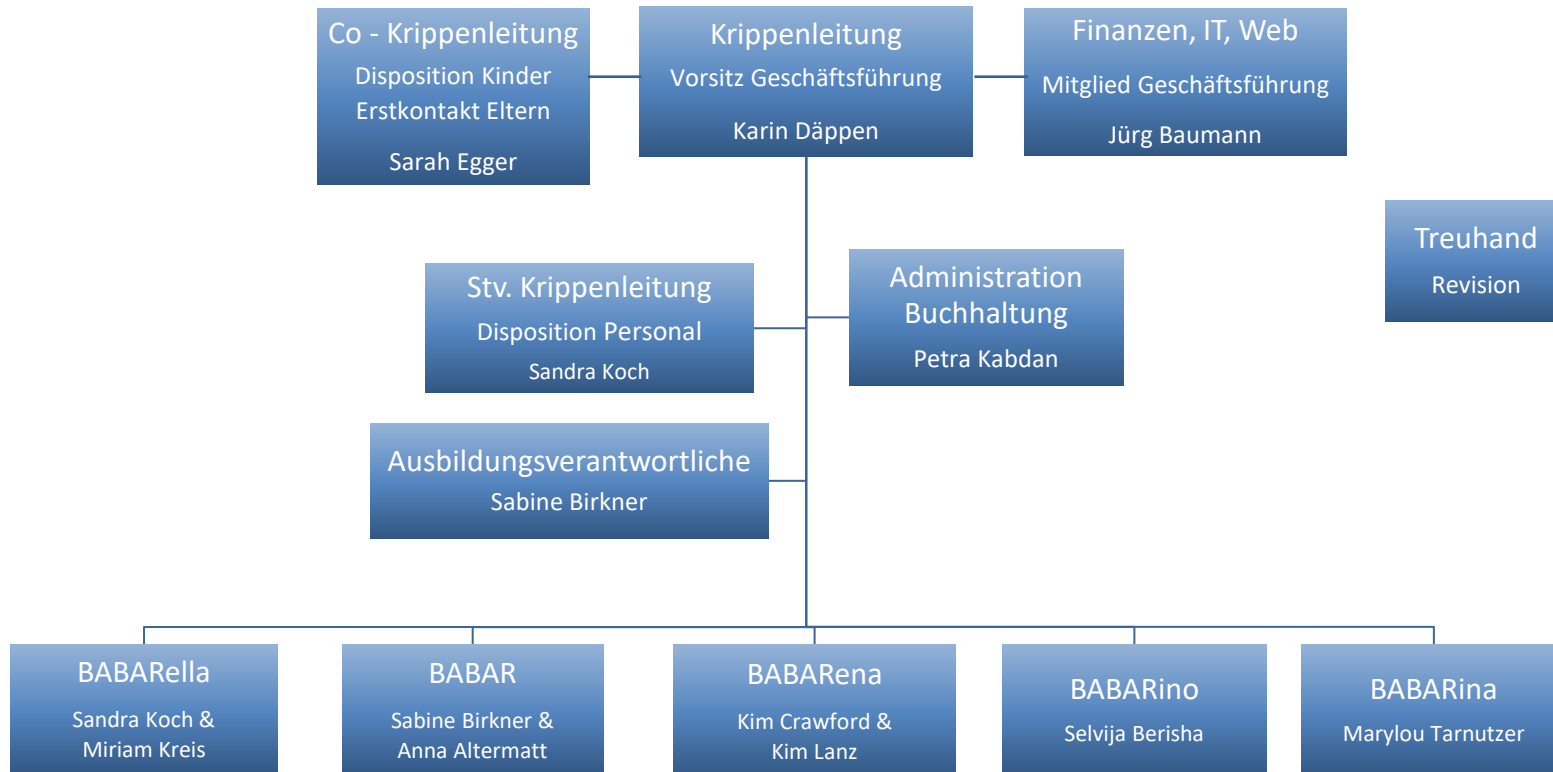 Co - Krippenleitung
Disposition Kinder
Erstkontakt Eltern
Sarah Egger
Krippenleitung
Vorsitz Geschäftsführung
Karin Däppen
Finanzen, IT, Web
Mitglied Geschäftsführung
Jürg Baumann
Treuhand
Revision
Stv. Krippenleitung
Disposition Personal
Sandra Koch
Administration
Buchhaltung
Petra Kabdan
Ausbildungsverantwortliche
Sabine Birkner
BABARella
Sandra Koch &
Miriam Kreis
BABAR
Sabine Birkner &
Anna Altermatt
BABARena
Kim Crawford &
Kim Lanz
BABARino
Selvija Berisha
BABARina
Marylou Tarnutzer